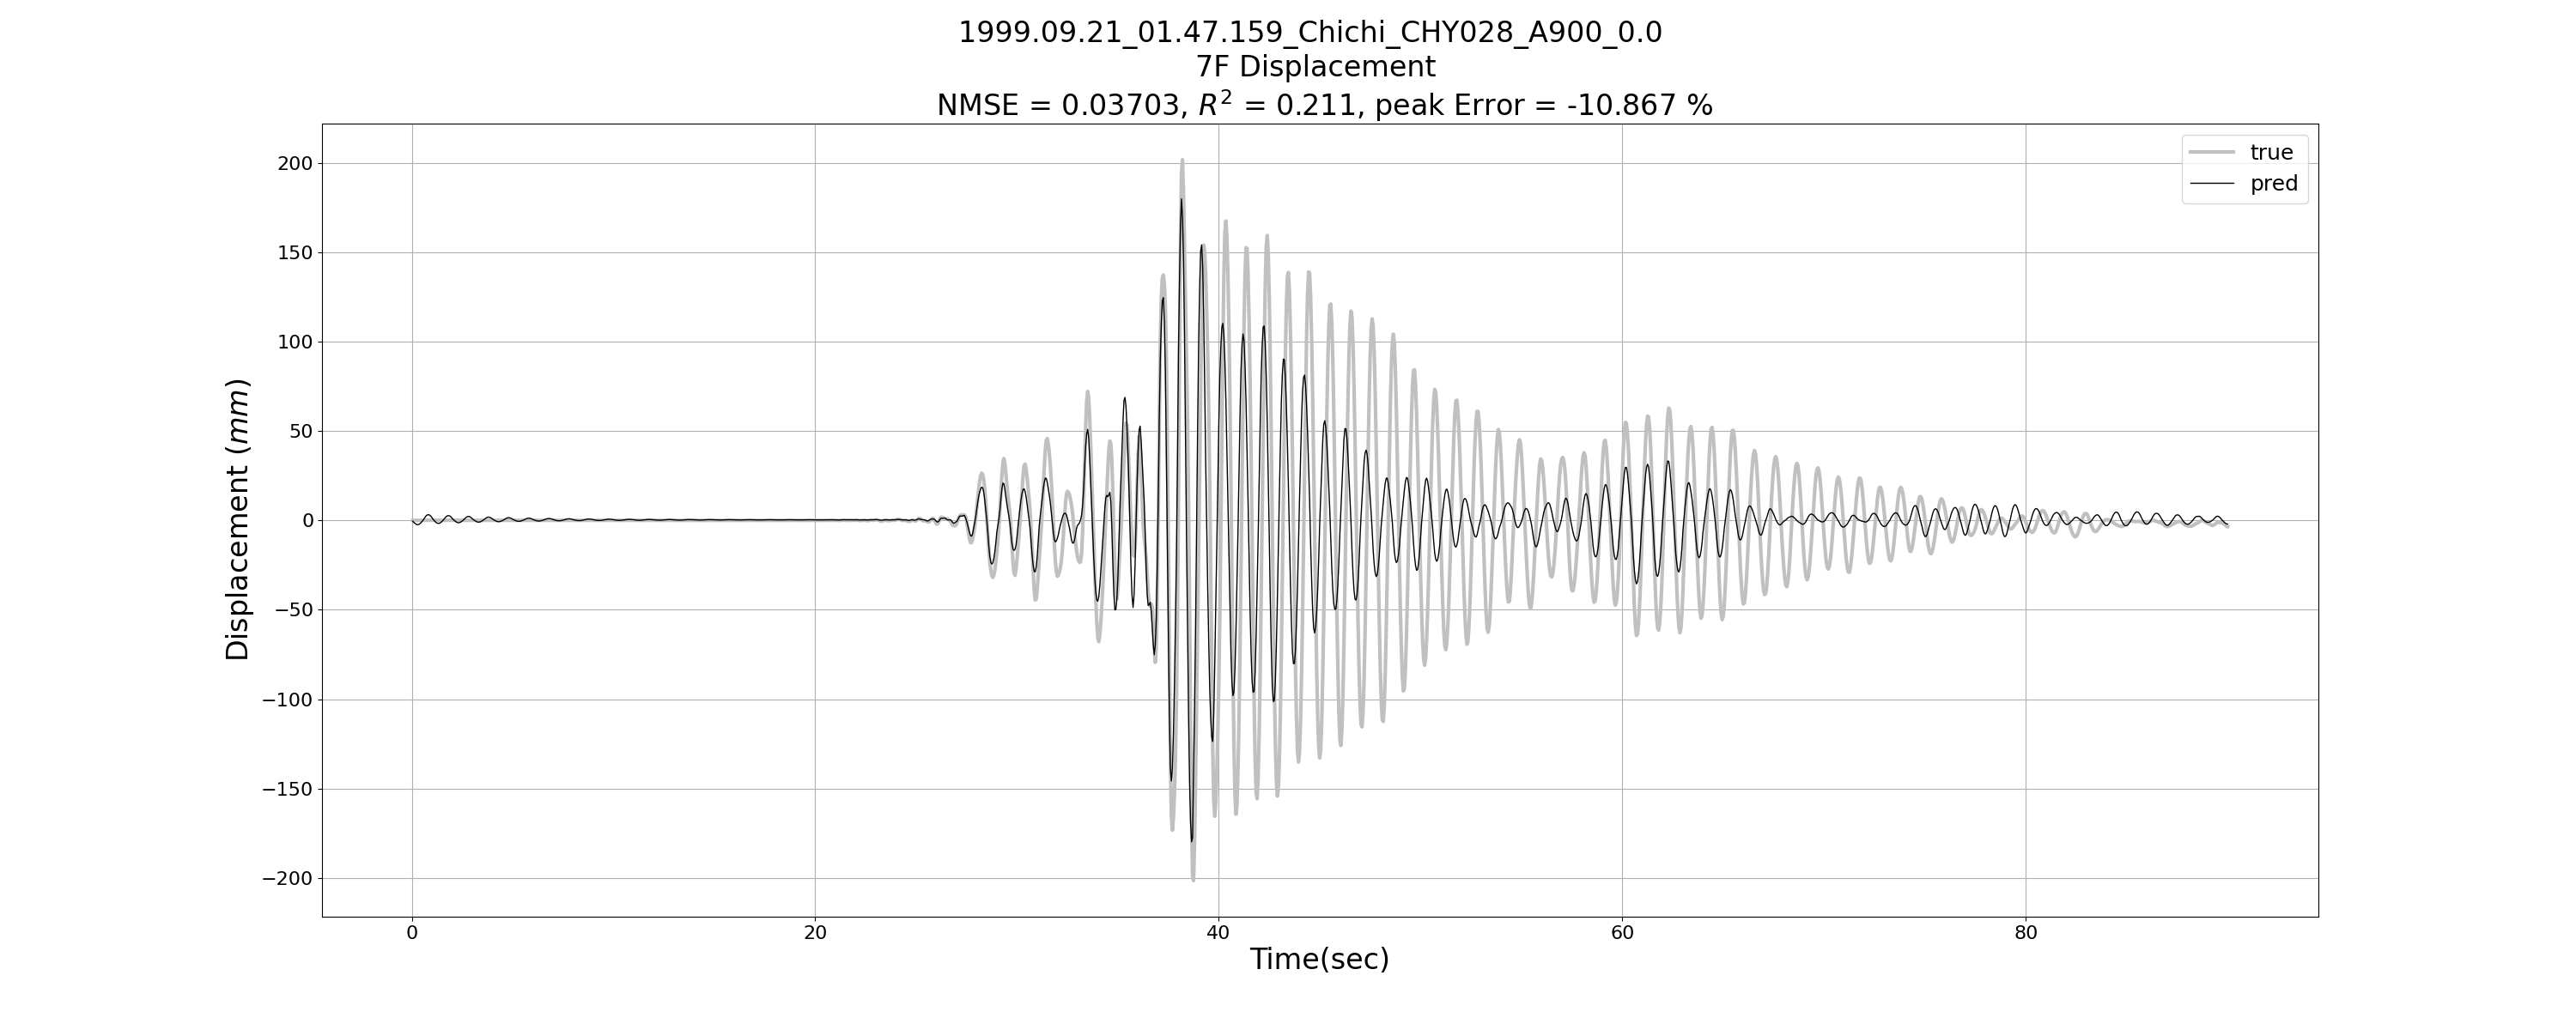 1999.09.21_01.47.159_Chichi_CHY028_A900_0.0
7F Displacement
NMSE = 0.03703, R² = 0.211, peak Error = -10.867 %
true
pred
Displacement (mm)
200
150
100
50
0
−50
−100
−150
−200
0 20 40 60 80
Time(sec)